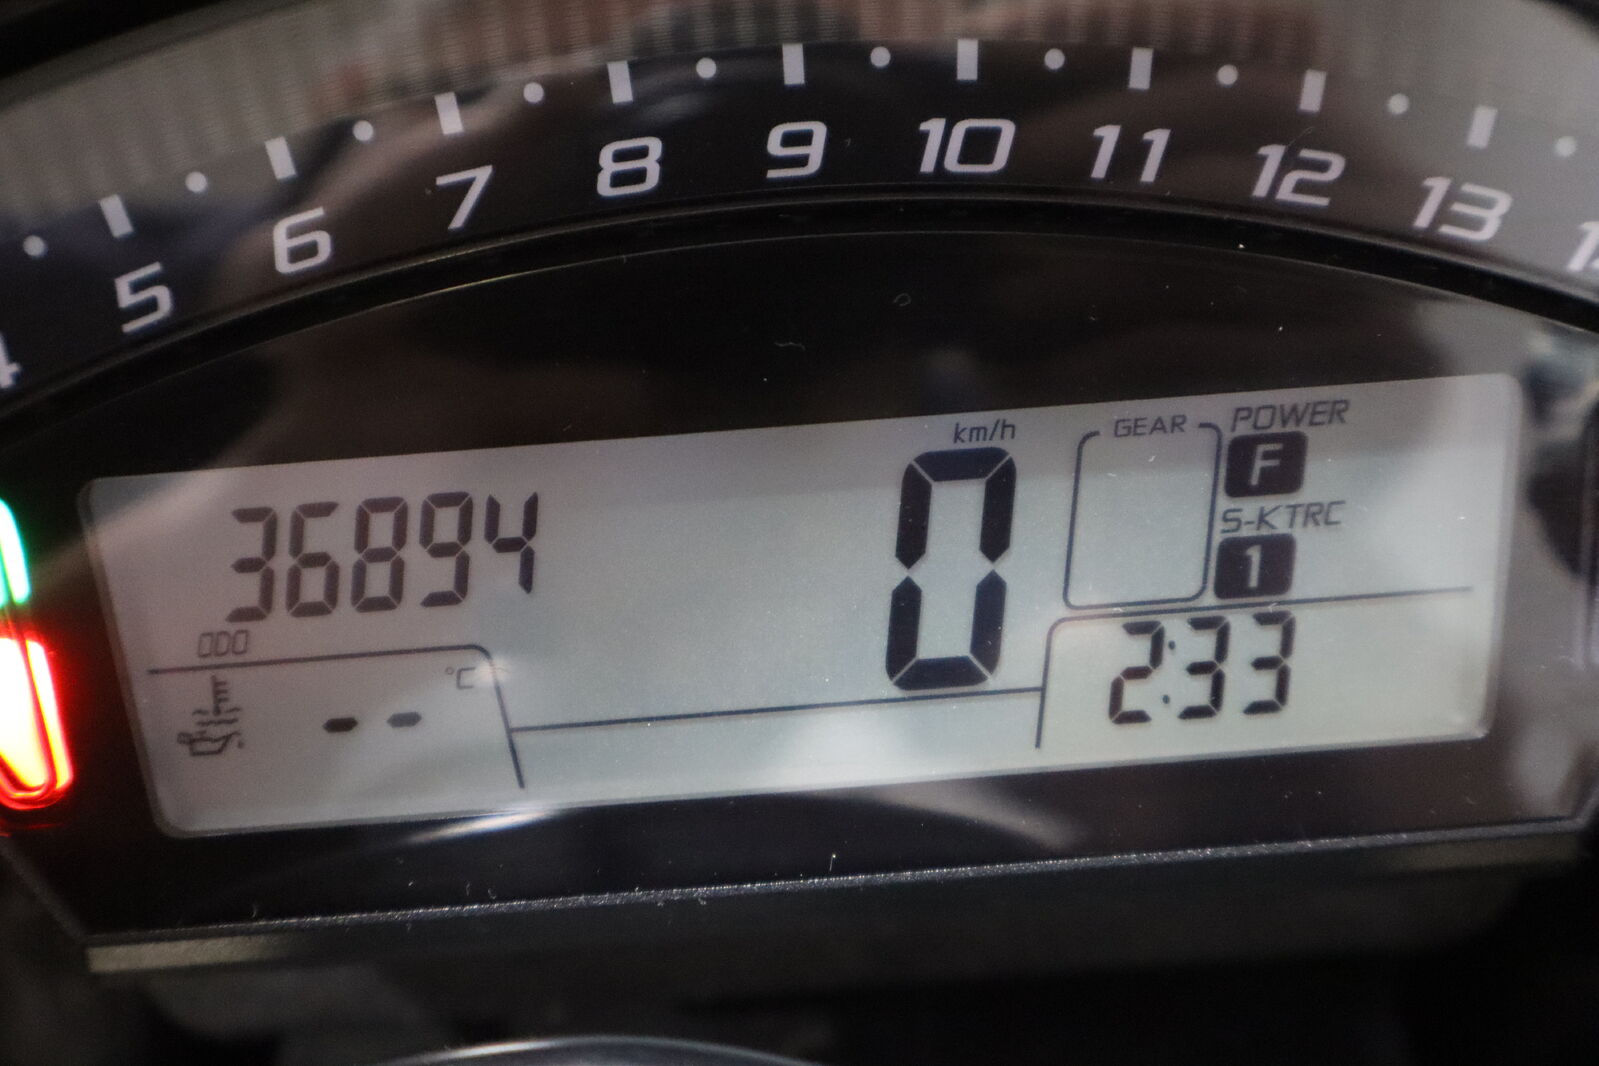 5 6 7 8 9 10 11 12 13
km/h
GEAR
POWER
F
36894
0
S-KTRC
1
ODO
°C
2:33
- -